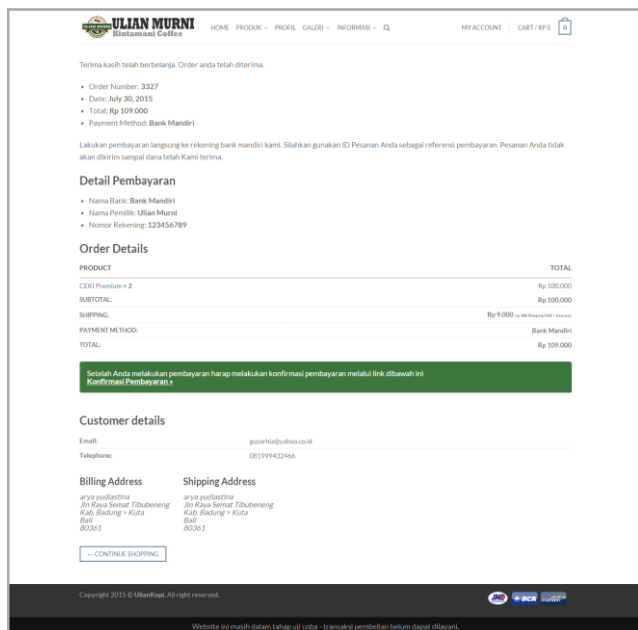 ULIAN MURNI
Kintamani Coffee
HOME PRODUK PROFIL GALERI INFORMASI MY ACCOUNT CART / RP 0 0
Terima kasih telah berbelanja. Order anda telah diterima.
• Order Number: 3327
• Date: July 30, 2015
• Total: Rp 109.000
• Payment Method: Bank Mandiri
Lakukan pembayaran langsung ke rekening bank mandiri kami. Silahkan gunakan ID Pesanan Anda sebagai referensi pembayaran. Pesanan Anda tidak
akan dikirim sampai dana telah Kami terima.
Detail Pembayaran
• Nama Bank: Bank Mandiri
• Nama Pemilik: Ulian Murni
• Nomor Rekening: 123456789
Order Details
PRODUCT TOTAL
CEKI Premium × 2 Rp 100.000
SUBTOTAL: Rp 100.000
SHIPPING: Rp 9.000
PAYMENT METHOD: Bank Mandiri
TOTAL: Rp 109.000
Setelah Anda melakukan pembayaran harap melakukan konfirmasi pembayaran melalui link dibawah ini
Konfirmasi Pembayaran »
Customer details
Email: guzarhia@yahoo.co.id
Telephone: 081999432466
Billing Address Shipping Address
arya yudiastina arya yudiastina
Jln Raya Semat Tibubeneng Jln Raya Semat Tibubeneng
Kab. Badung > Kuta Kab. Badung > Kuta
Bali Bali
80361 80361
← CONTINUE SHOPPING
Copyright 2015 © UlianKopi, All right reserved. JNE BCA mandiri
Website ini masih dalam tahap uji coba - transaksi pembelian belum dapat dilayani.